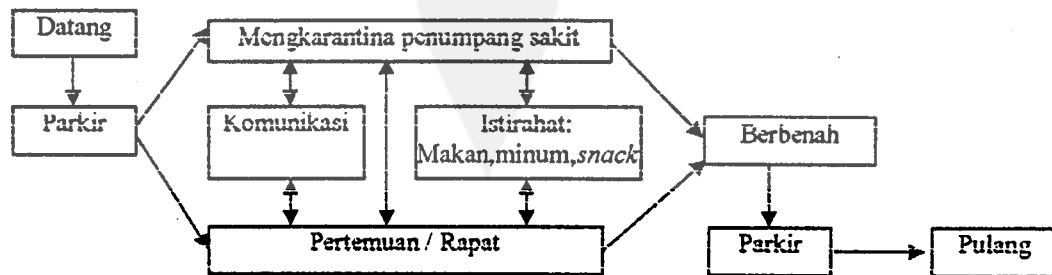 Datang
Mengkarantina penumpang sakit
Parkir
Komunikasi
Istirahat:
Makan,minum,snack
Berbenah
Pertemuan / Rapat
Parkir
Pulang